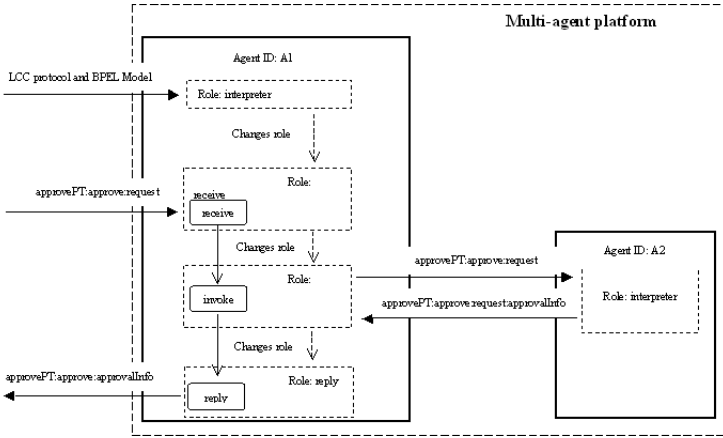 Multi-agent platform
Agent ID: A1
LCC protocol and BPEL Model
Role: interpreter
Changes role
Role:
approvePT:approve:request
receive
receive
Changes role
approvePT:approve:request
Agent ID: A2
Role:
Role: interpreter
invoke
approvePT:approve:request:approvalInfo
Changes role
approvePT:approve:approvalInfo
Role: reply
reply